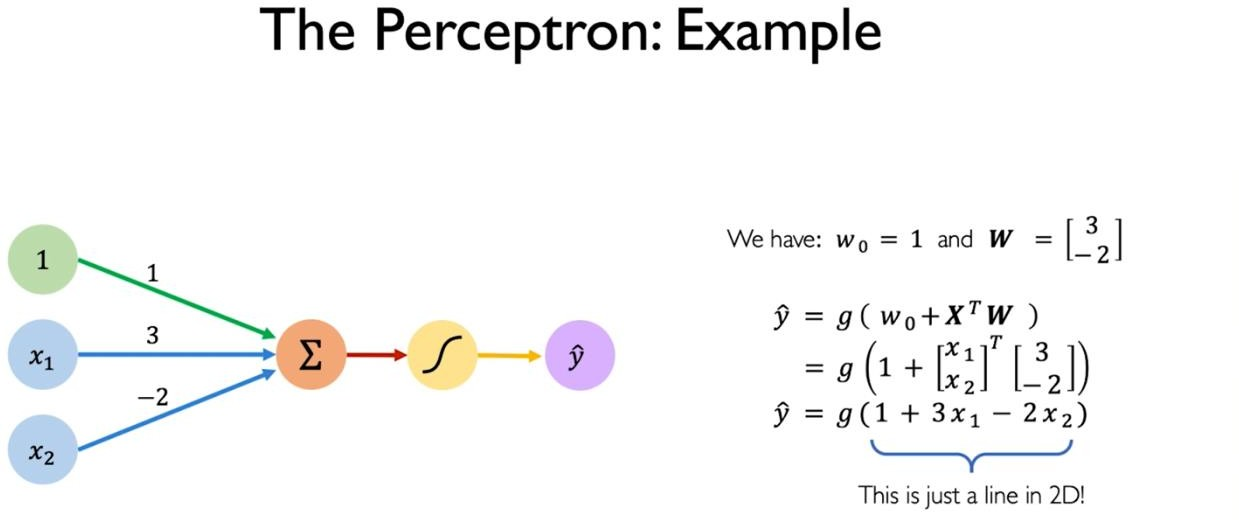 The Perceptron: Example
1
1
x₁
3
x₂
−2
Σ
∫
ŷ
We have: w₀ = 1 and W = [3 −2]
ŷ = g ( w₀ + Xᵀ W )
= g (1 + [x₁ x₂]ᵀ [3 −2])
ŷ = g (1 + 3x₁ − 2x₂)
This is just a line in 2D!